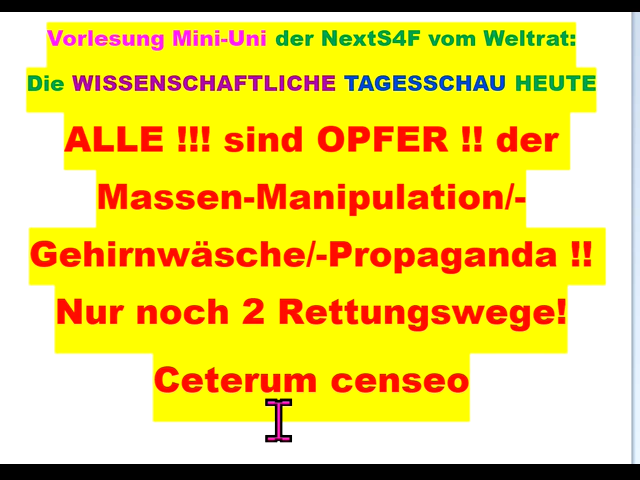 Vorlesung Mini-Uni der NextS4F vom Weltrat:
Die WISSENSCHAFTLICHE TAGESSCHAU HEUTE
ALLE !!! sind OPFER !! der
Massen-Manipulation/-
Gehirnwäsche/-Propaganda !!
Nur noch 2 Rettungswege!
Ceterum censeo